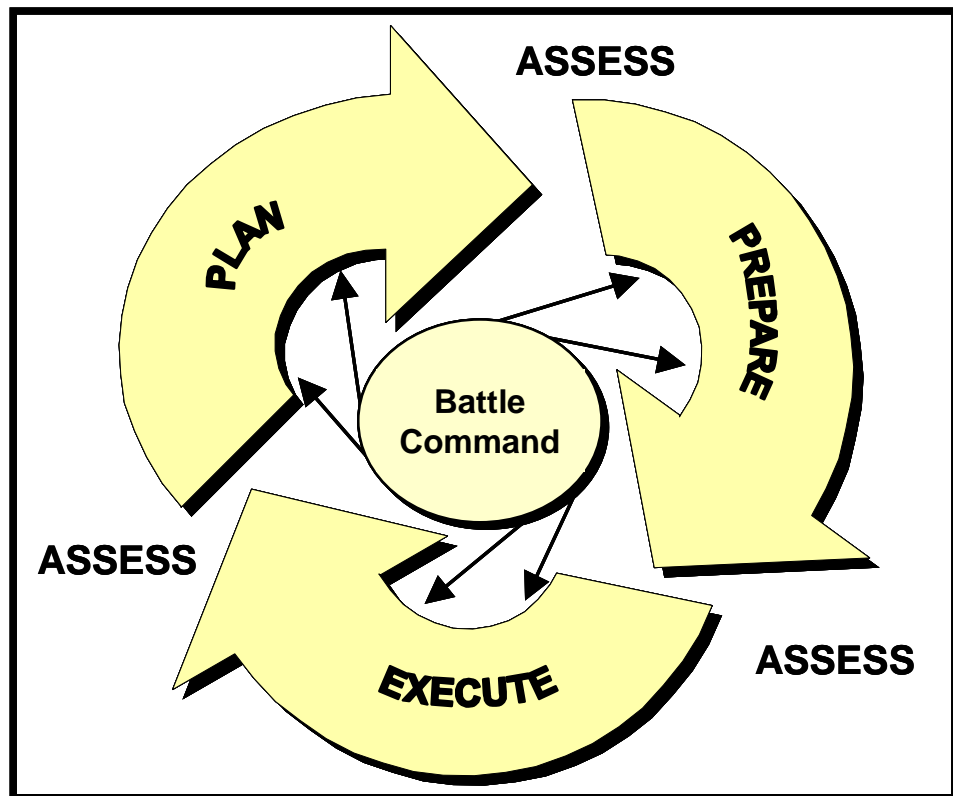 ASSESS
PLAN
PREPARE
Battle
Command
ASSESS
ASSESS
EXECUTE